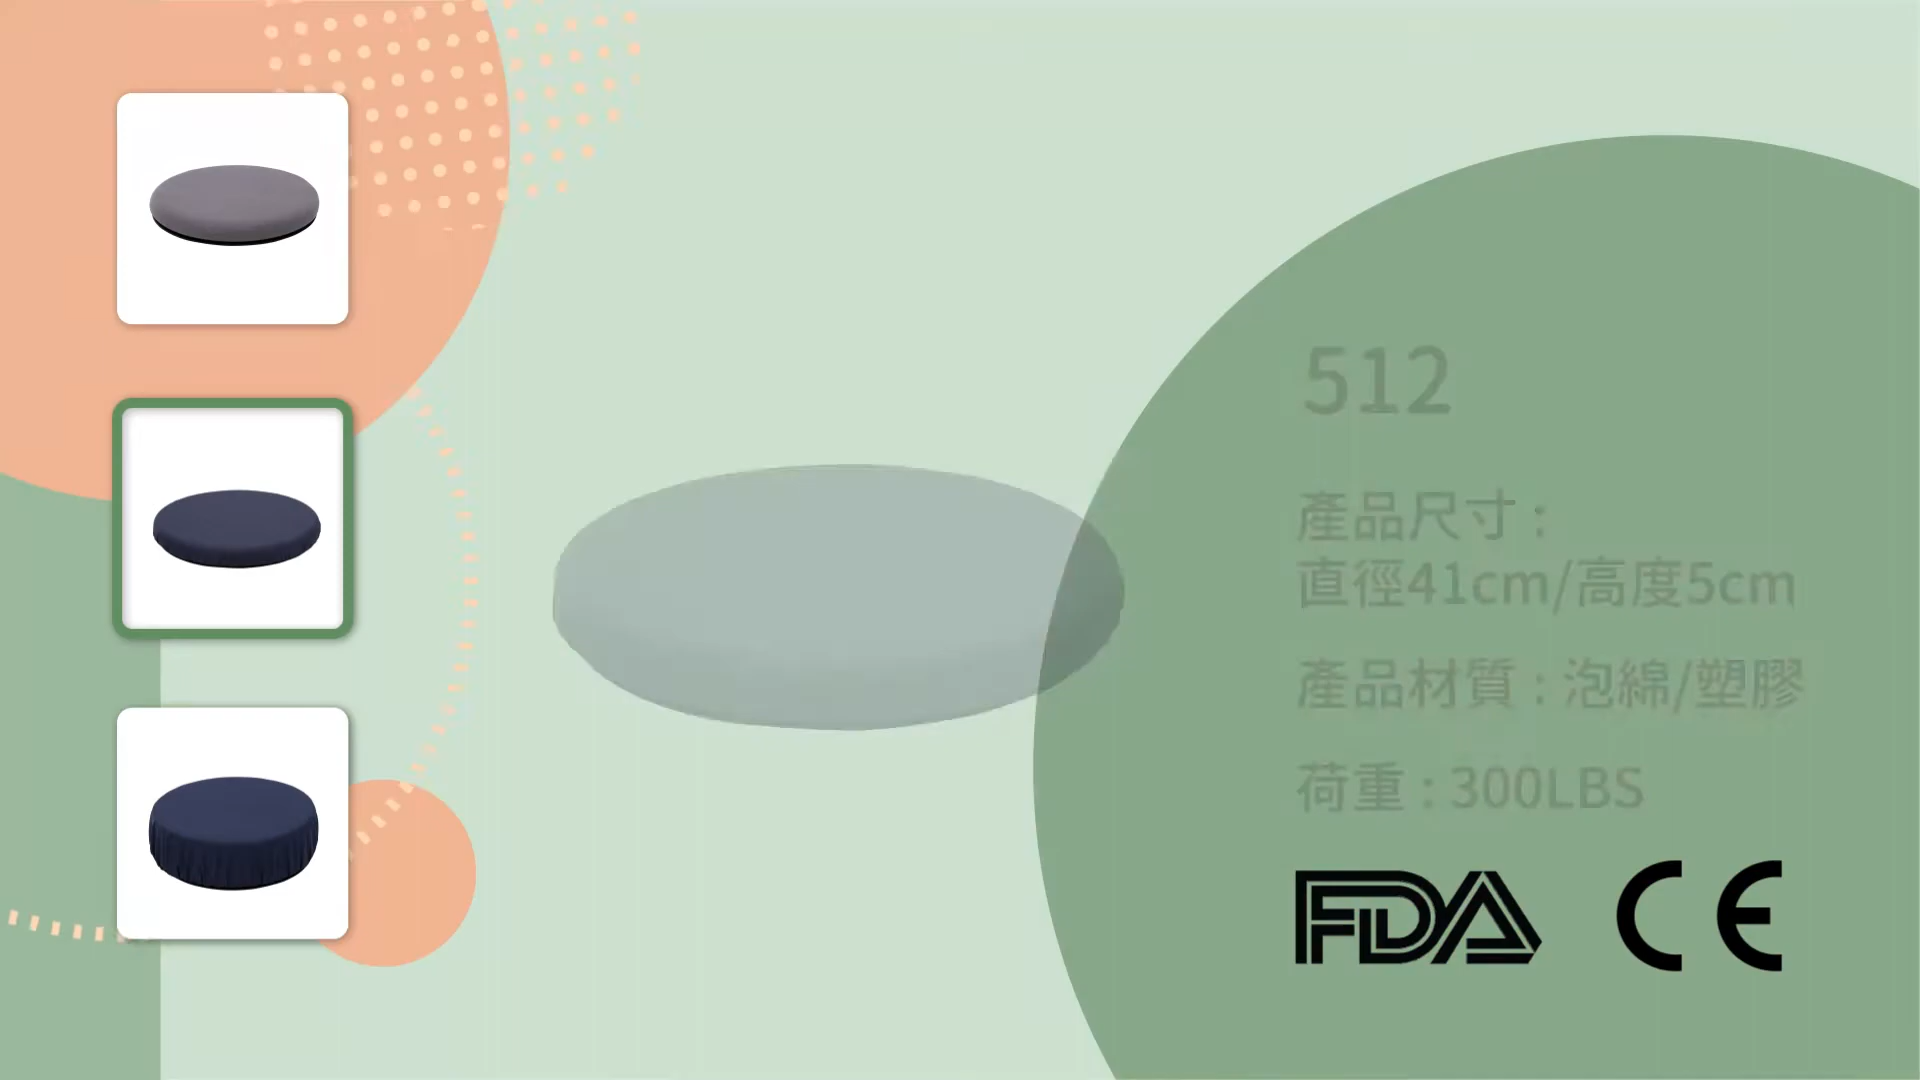 512
產品尺寸 :
直徑41cm/高度5cm
產品材質 : 泡綿/塑膠
荷重 : 300LBS
FDA CE